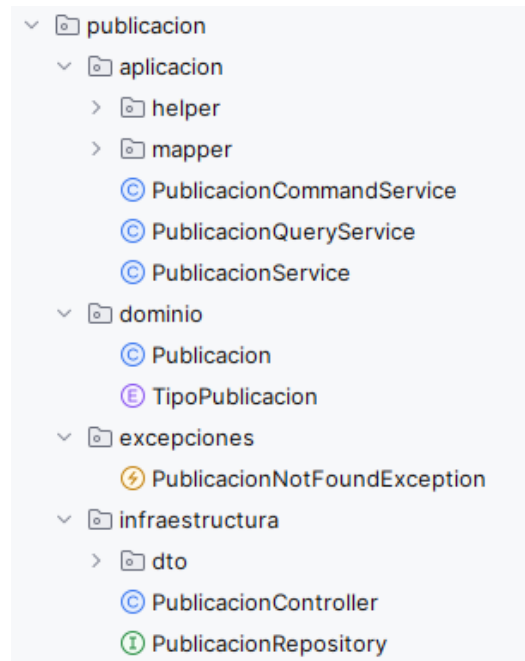 publicacion
aplicacion
helper
mapper
C PublicacionCommandService
C PublicacionQueryService
C PublicacionService
dominio
C Publicacion
E TipoPublicacion
excepciones
PublicacionNotFoundException
infraestructura
dto
C PublicacionController
I PublicacionRepository